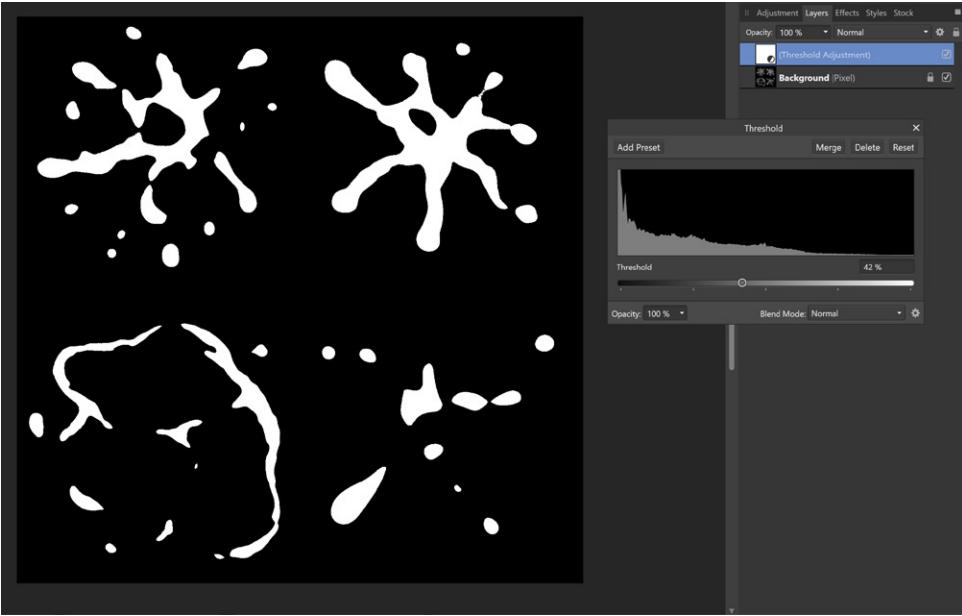 Adjustment Layers Effects Styles Stock
Opacity: 100 % Normal
(Threshold Adjustment)
Background (Pixel)
Threshold
Add Preset Merge Delete Reset
Threshold 42 %
Opacity: 100 % Blend Mode: Normal